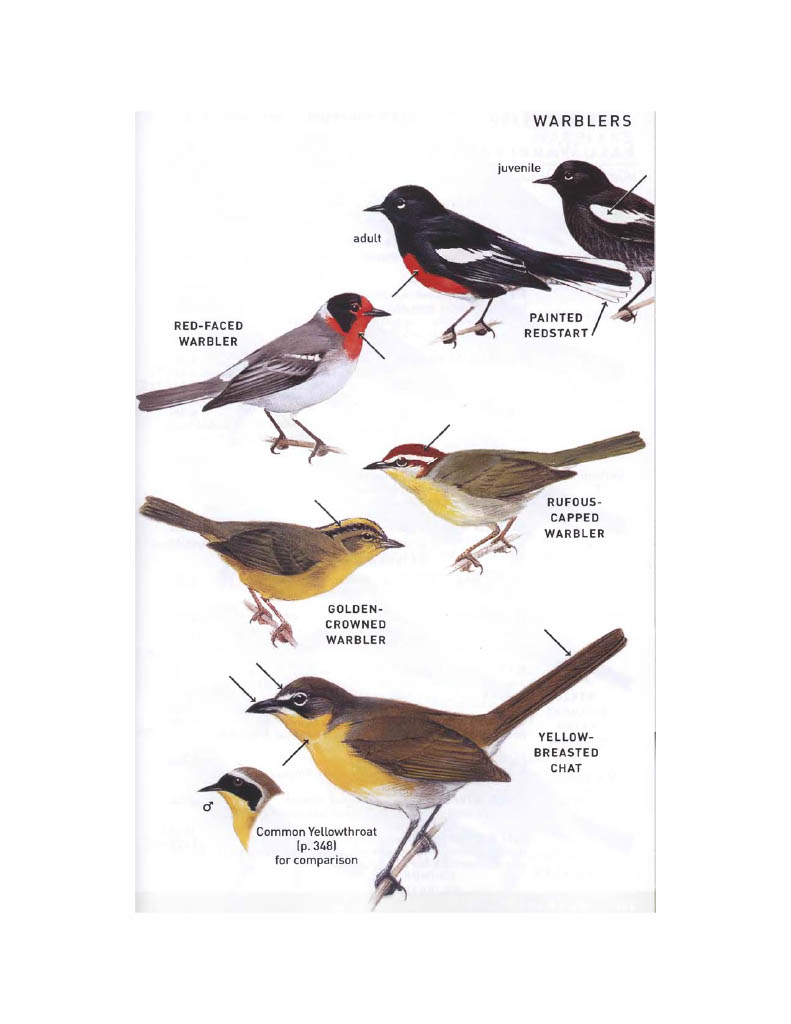 WARBLERS
juvenile
adult
PAINTED
REDSTART
RED-FACED
WARBLER
RUFOUS-
CAPPED
WARBLER
GOLDEN-
CROWNED
WARBLER
YELLOW-
BREASTED
CHAT
♂
Common Yellowthroat
(p. 348)
for comparison